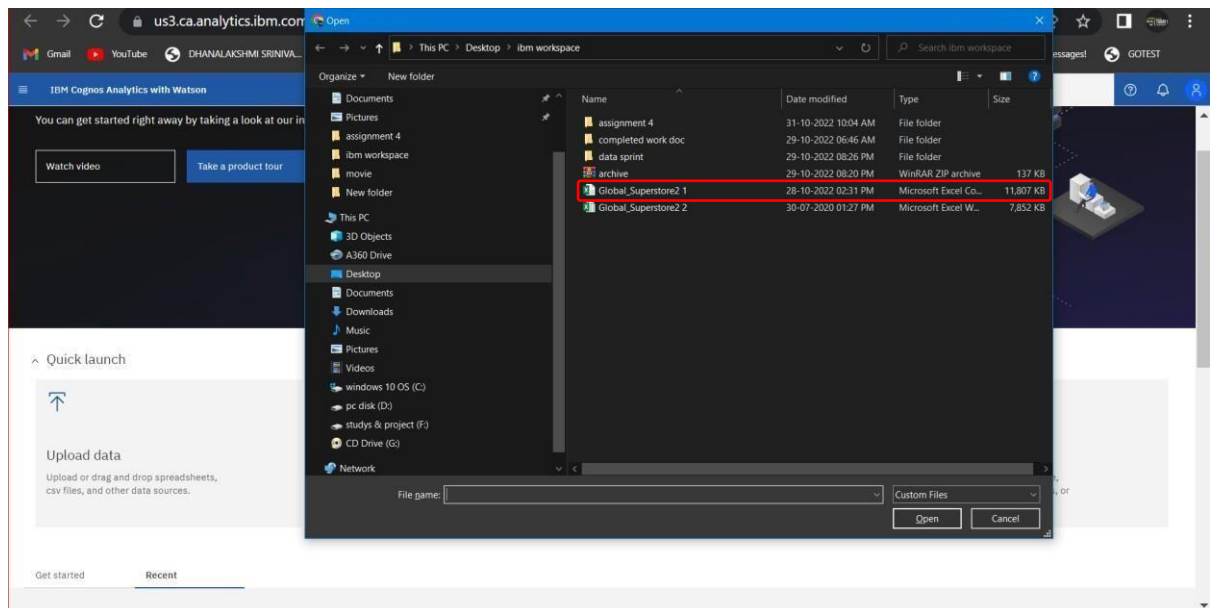 us3.ca.analytics.ibm.com
Open
Gmail
YouTube
DHANALAKSHMI SRINIVA...
This PC > Desktop > ibm workspace
Search ibm workspace
essages!
GOTEST
IBM Cognos Analytics with Watson
Organize
New folder
You can get started right away by taking a look at our in
Watch video
Take a product tour
Documents
Pictures
assignment 4
ibm workspace
movie
New folder
This PC
3D Objects
A360 Drive
Desktop
Documents
Downloads
Music
Pictures
Videos
windows 10 OS (C:)
pc disk (D:)
studys & project (F:)
CD Drive (G:)
Network
Name Date modified Type Size
assignment 4 31-10-2022 10:04 AM File folder
completed work doc 29-10-2022 06:46 AM File folder
data sprint 29-10-2022 08:26 PM File folder
archive 29-10-2022 08:20 PM WinRAR ZIP archive 137 KB
Global_Superstore2 1 28-10-2022 02:31 PM Microsoft Excel Co... 11,807 KB
Global_Superstore2 2 30-07-2020 01:27 PM Microsoft Excel W... 7,852 KB
File name:
Custom Files
Open
Cancel
Quick launch
Upload data
Upload or drag and drop spreadsheets,
csv files, and other data sources.
, or
Get started
Recent